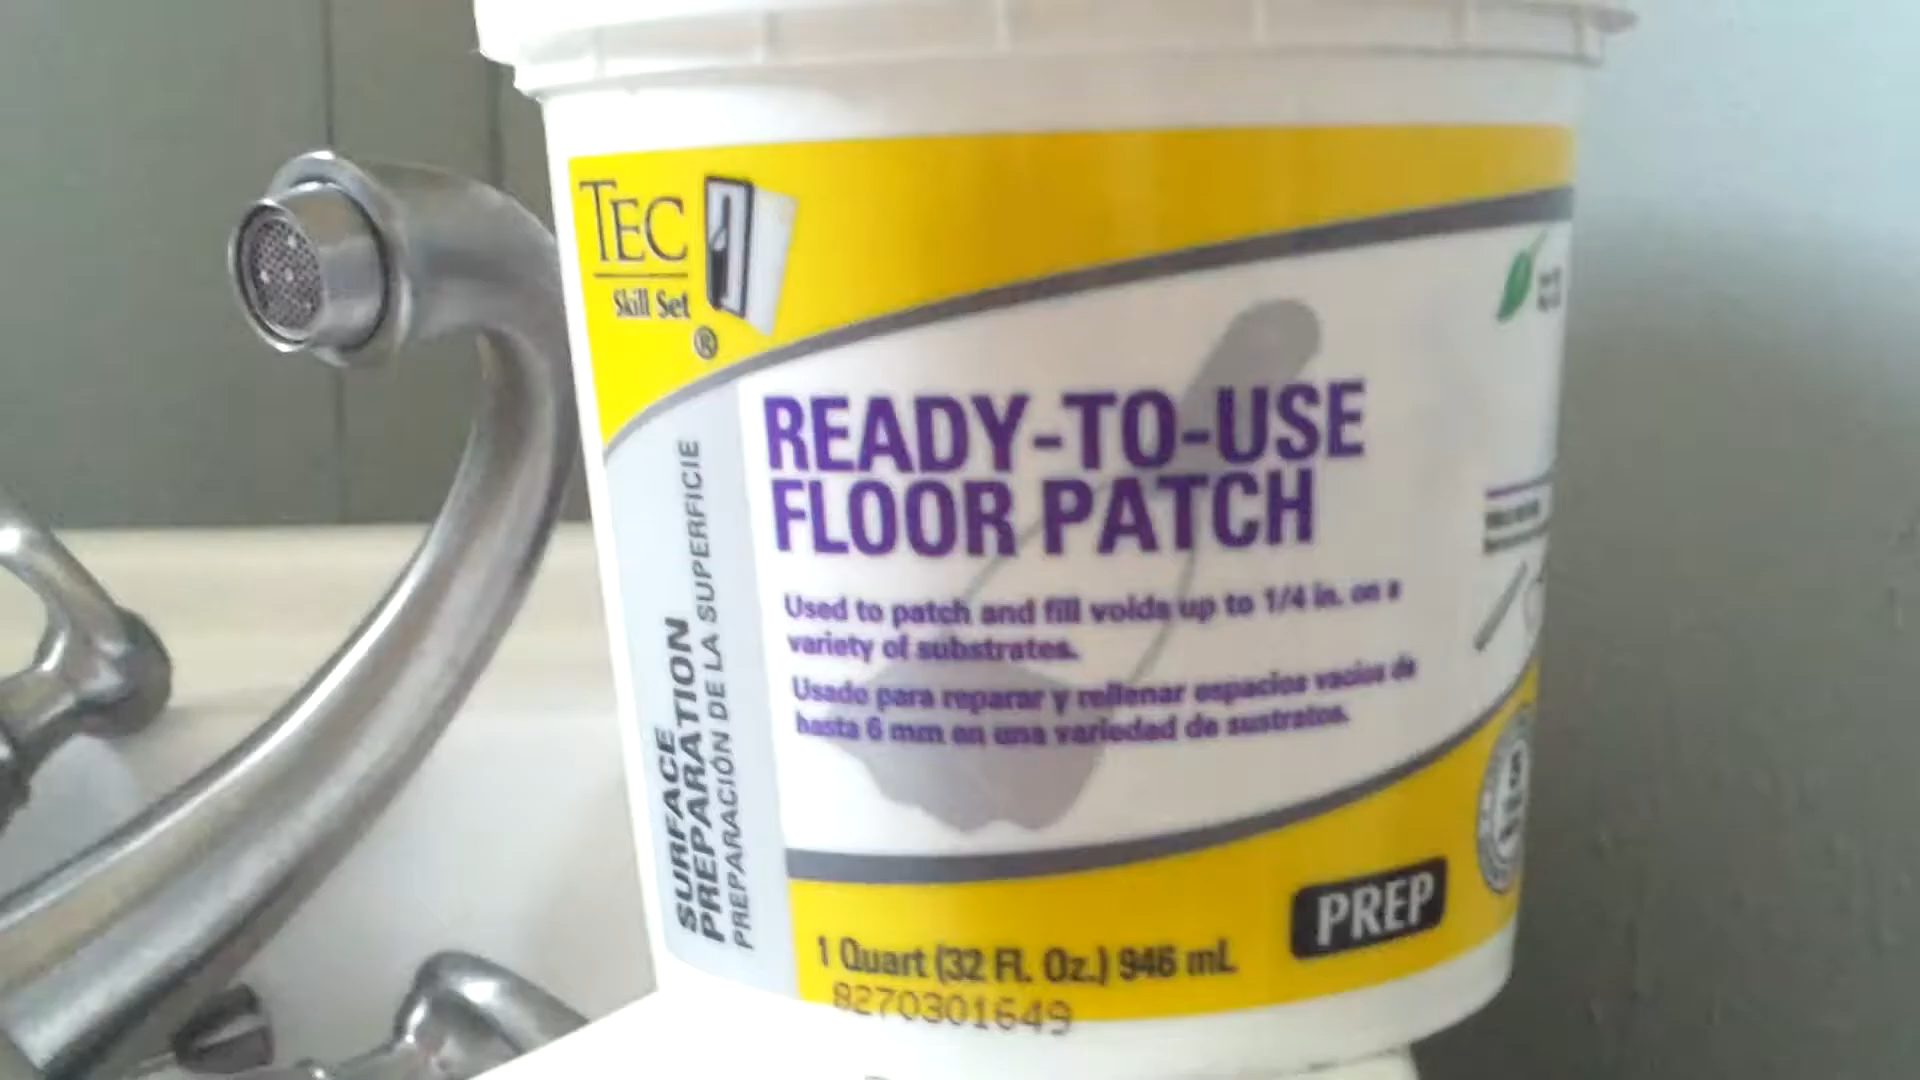 TEC
Skill Set
®
READY-TO-USE
FLOOR PATCH
Used to patch and fill voids up to 1/4 in. on a
variety of substrates.
Usado para reparar y rellenar espacios vacios de
hasta 6 mm en una variedad de sustratos.
SURFACE
PREPARATION
PREPARACIÓN DE LA SUPERFICIE
PREP
1 Quart (32 Fl. Oz.) 946 mL
8270301649